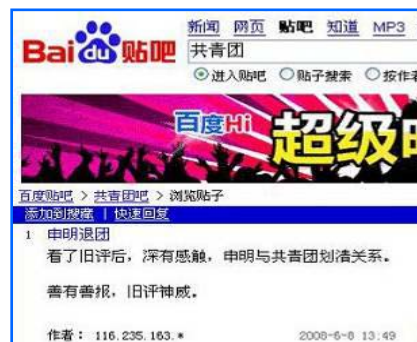 新闻 网页 贴吧 知道 MP3
Bai du 贴吧
共青团
进入贴吧 贴子搜索 按作者
百度Hi
超级
百度贴吧 > 共青团吧 > 浏览贴子
添加到搜藏 | 快速回复
1 申明退团
看了旧评后，深有感触，申明与共青团划清关系。
善有善报，旧评神威。
作者： 116.235.163.* 2008-6-8 13:49